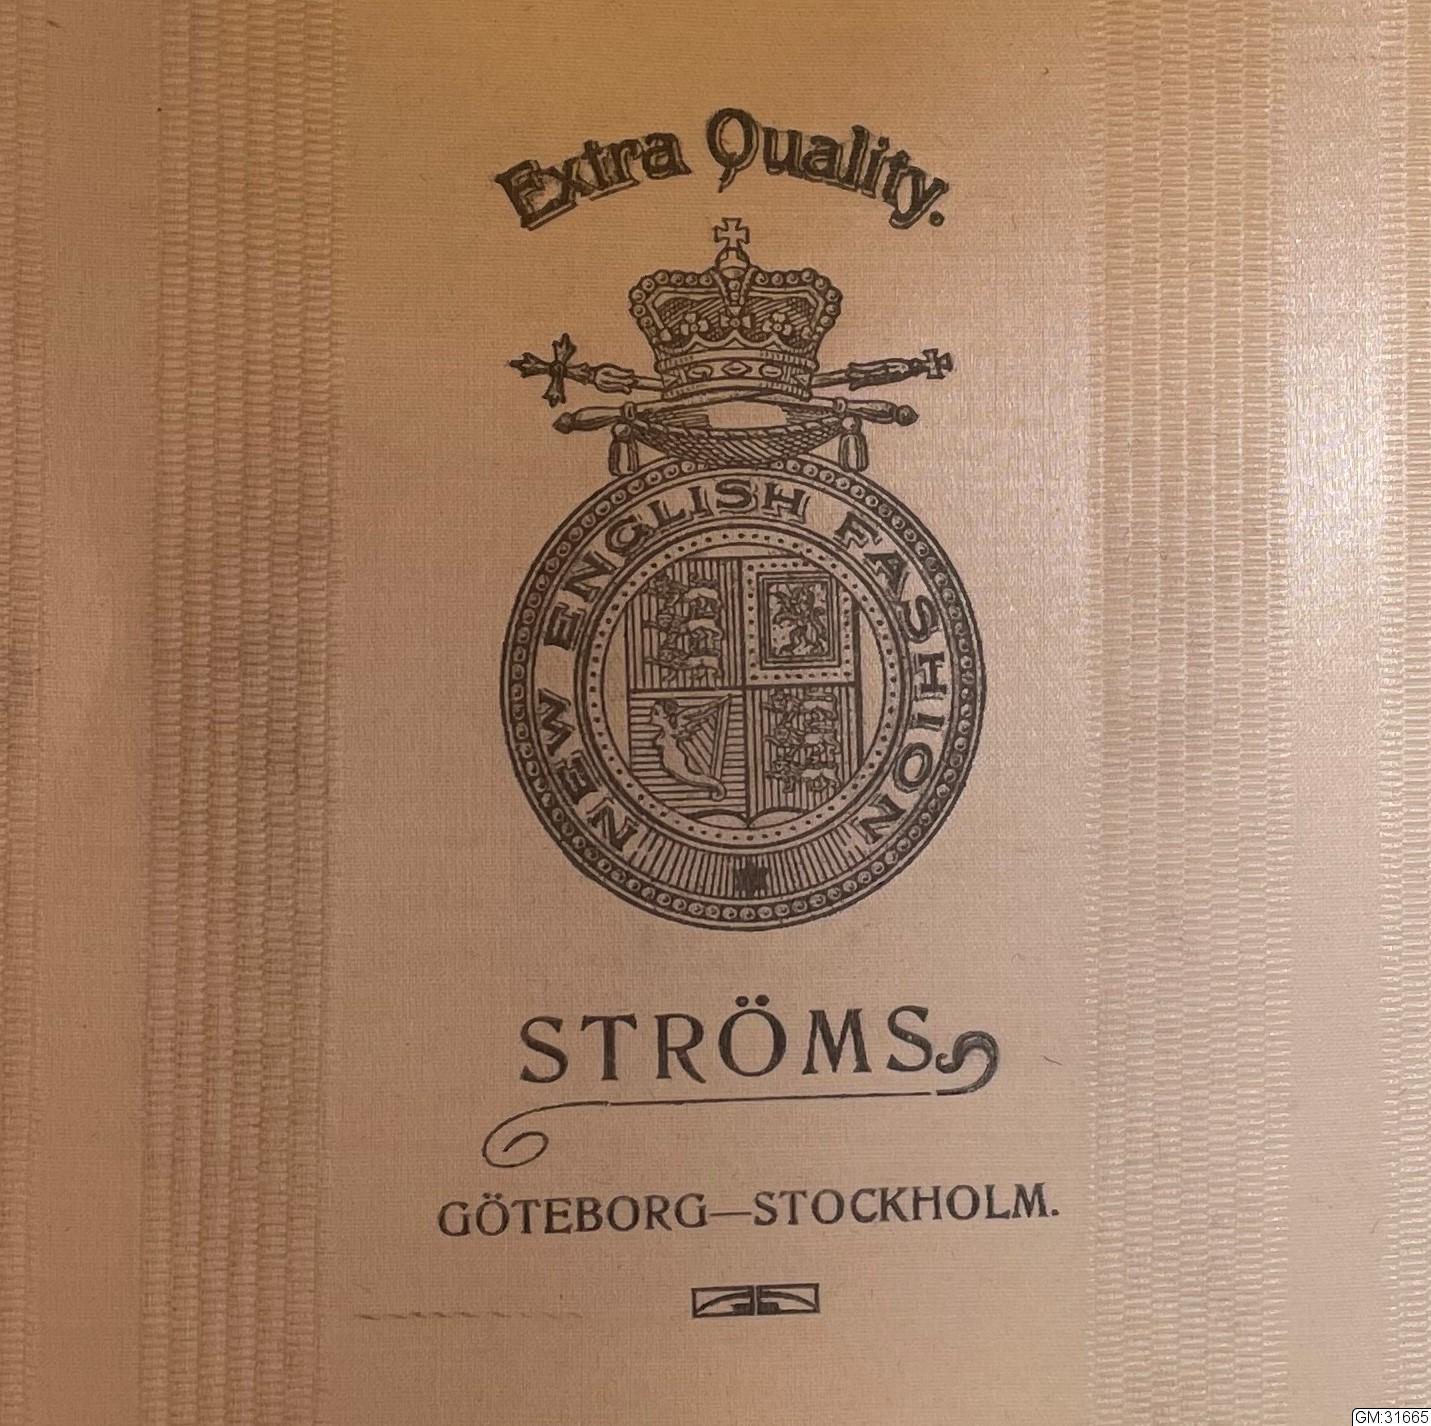 Extra Quality.
NEW ENGLISH FASHION
STRÖMS
GÖTEBORG—STOCKHOLM.
GM:31665